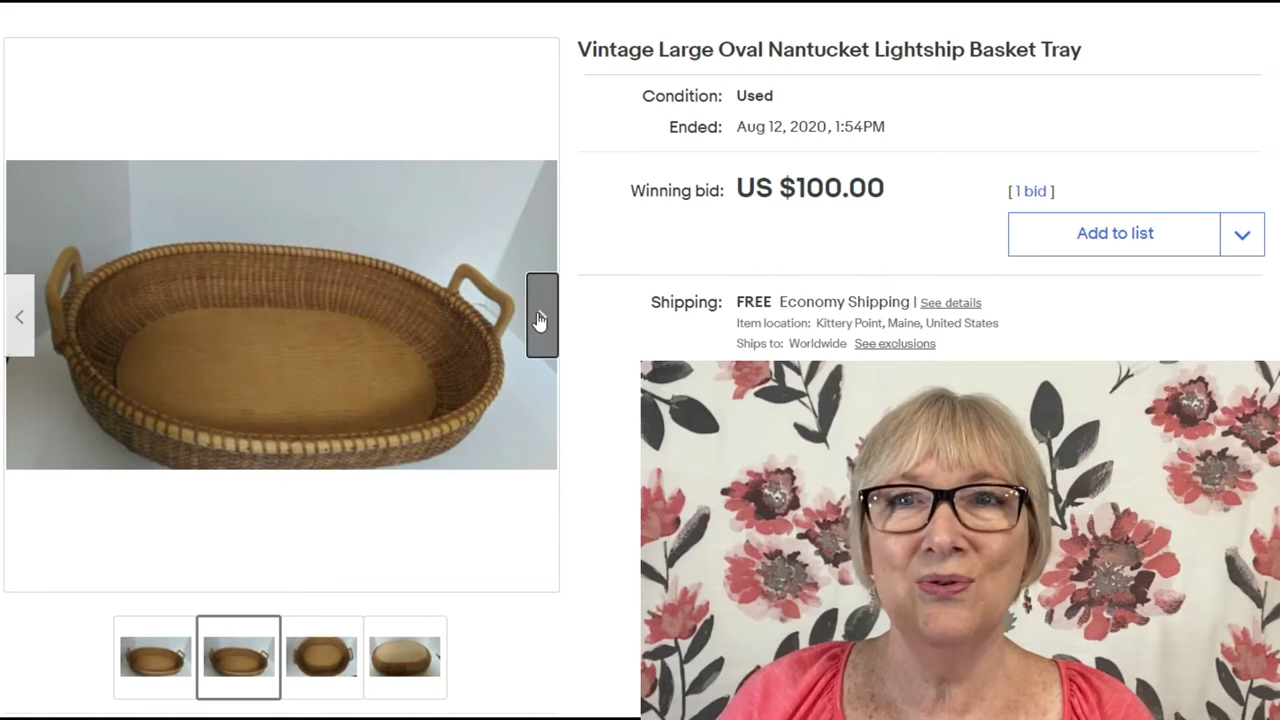 Vintage Large Oval Nantucket Lightship Basket Tray
Condition: Used
Ended: Aug 12, 2020, 1:54PM
Winning bid: US $100.00 [ 1 bid ]
Add to list
Shipping: FREE Economy Shipping | See details
Item location: Kittery Point, Maine, United States
Ships to: Worldwide See exclusions